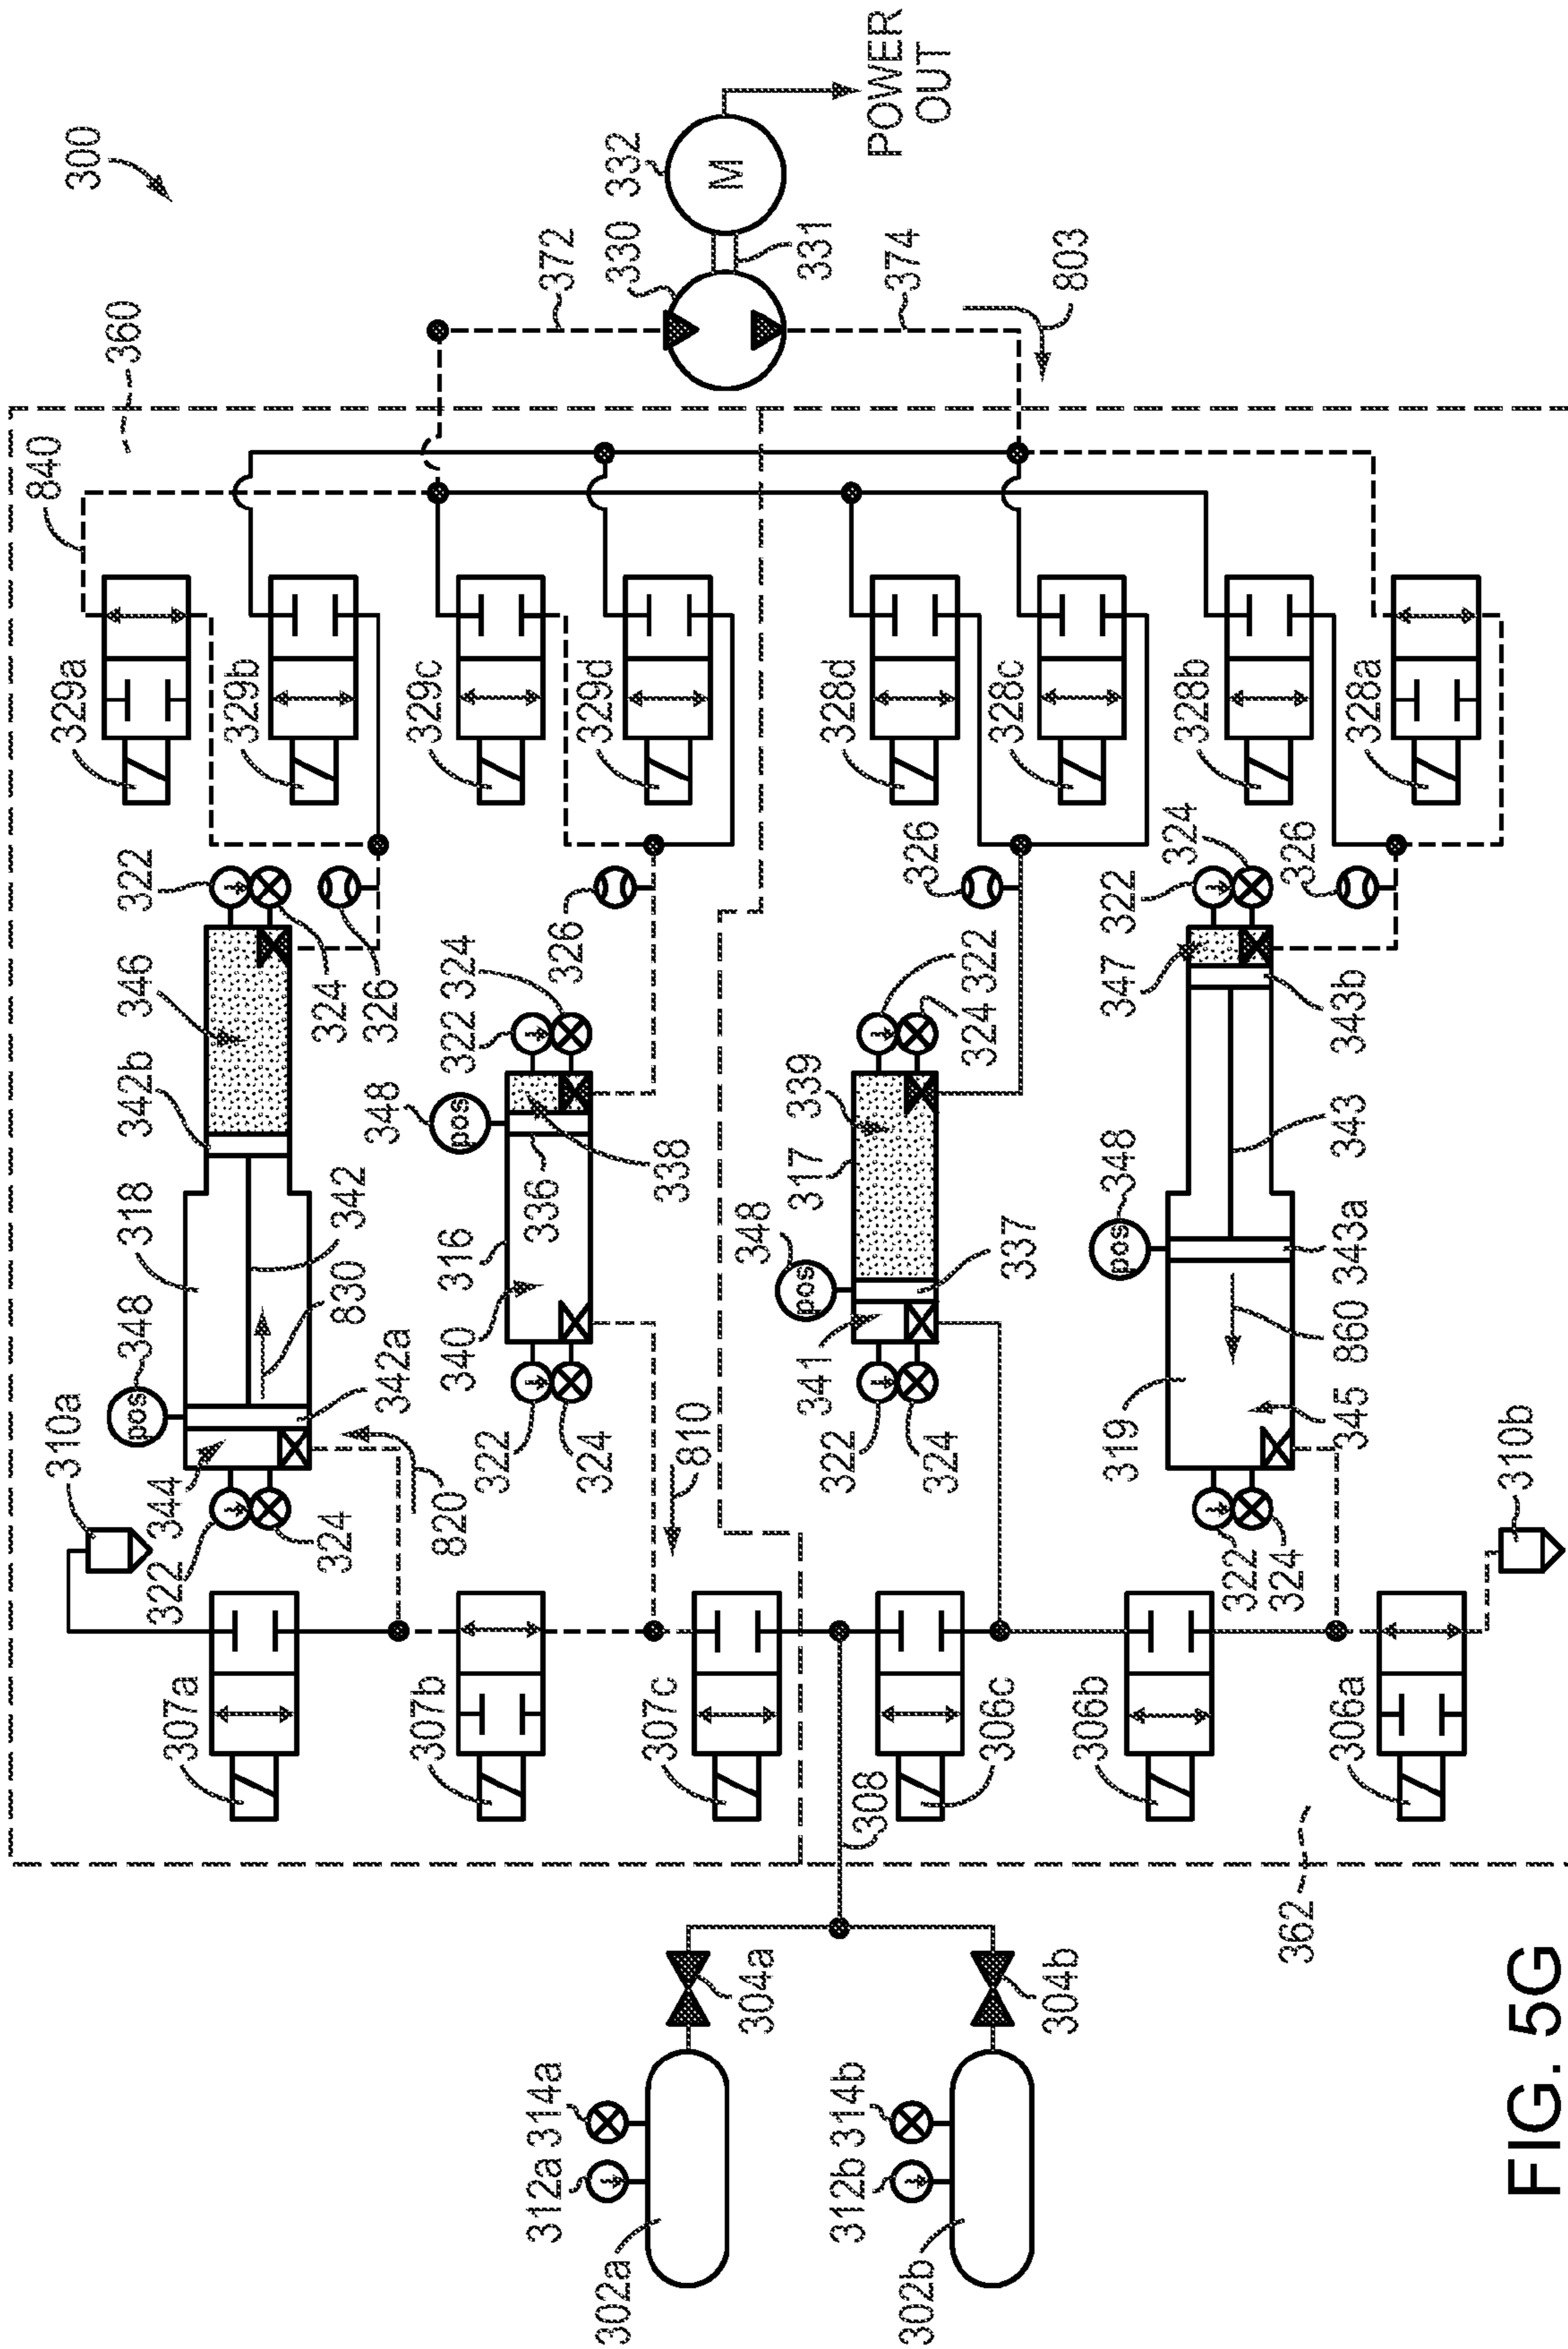 310a
329a
840
300
348
318
342b
346
322
360
pos
322
344
324
307a
820
342a
830
342
324
326
329b
348
pos
307b
340
316
322
324
322
324
336
338
322
324
326
329c
372
312a
314a
302a
330
332
307c
810
329d
M
331
POWER
OUT
304a
348
pos
317
339
312b
314b
302b
308
322
341
324
337
322
324
326
328d
374
306c
328c
803
304b
306b
319
348
pos
347
322
324
328b
322
324
362
860
345
343a
343
343b
326
306a
328a
310b
FIG. 5G